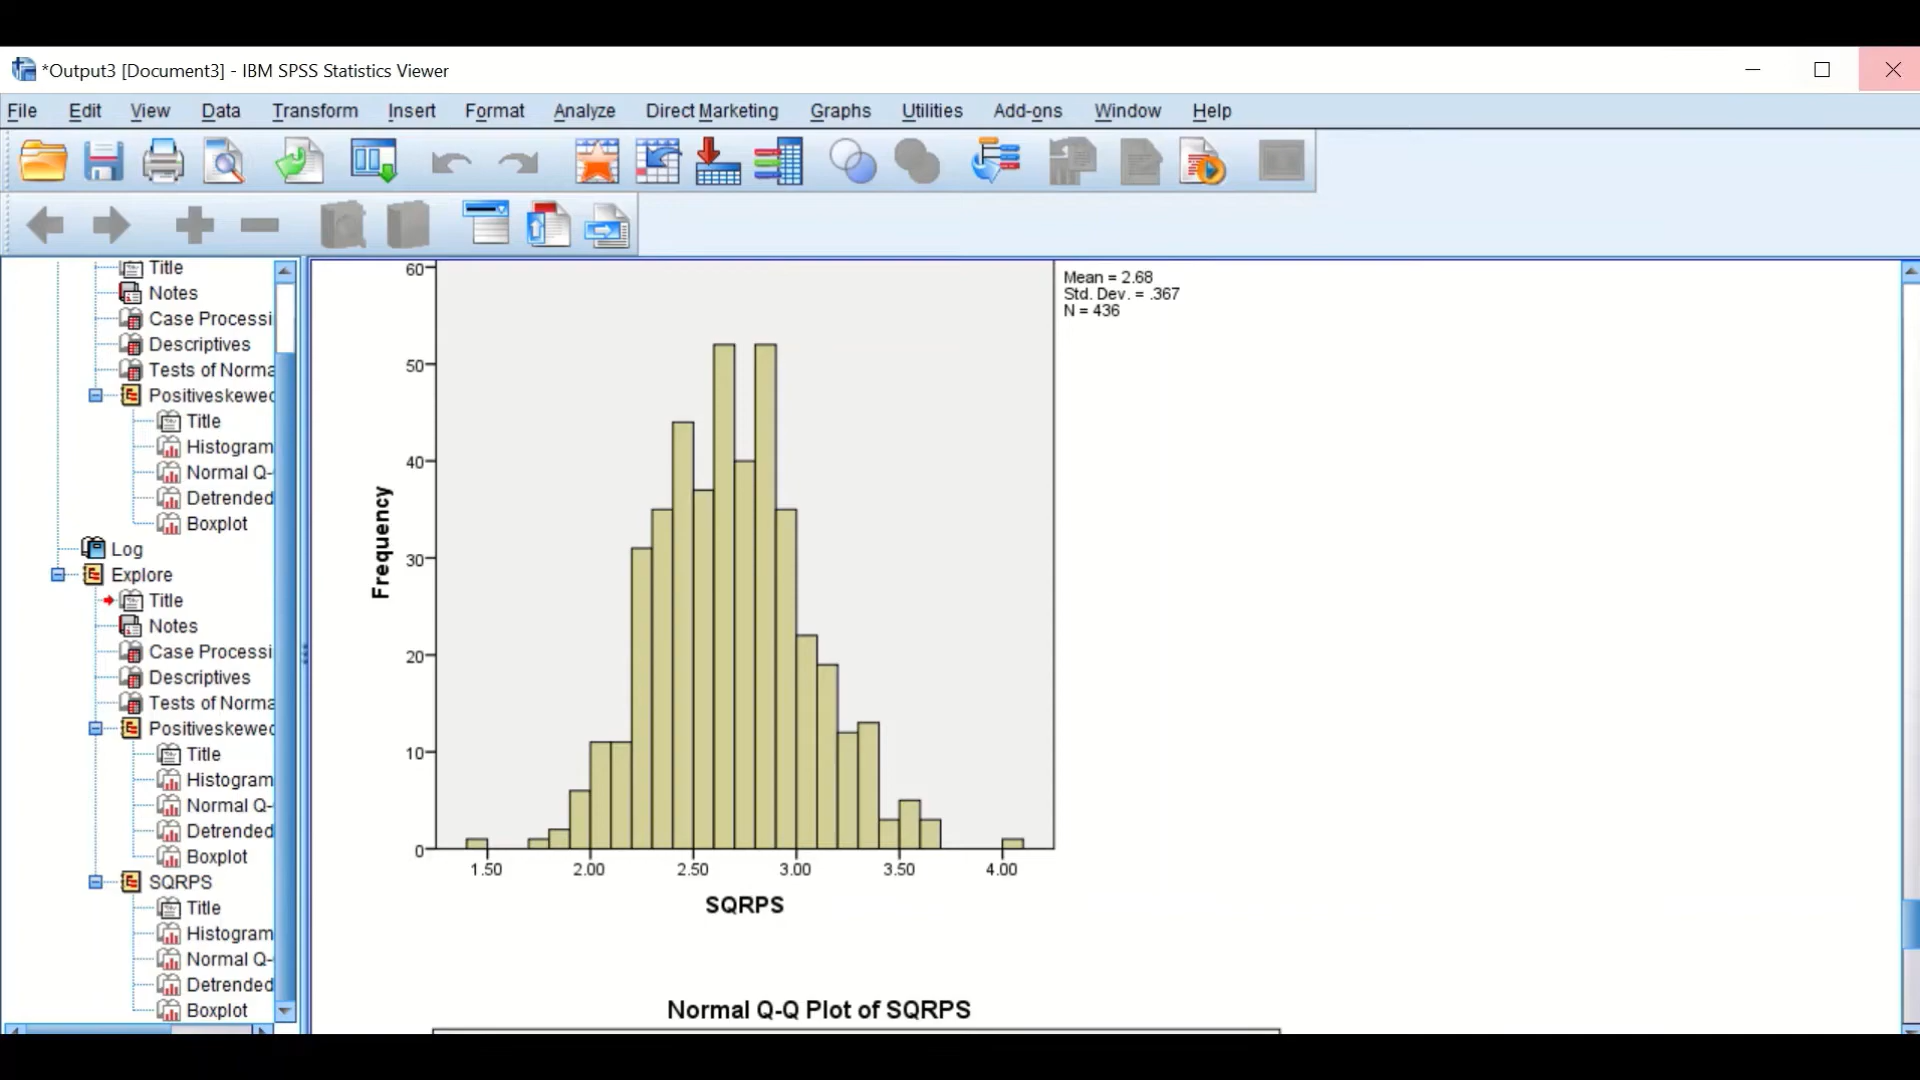 *Output3 [Document3] - IBM SPSS Statistics Viewer
File Edit View Data Transform Insert Format Analyze Direct Marketing Graphs Utilities Add-ons Window Help
Title
Notes
Case Processi
Descriptives
Tests of Norma
Positiveskewed
Title
Histogram
Normal Q-
Detrended
Boxplot
Log
Explore
Title
Notes
Case Processi
Descriptives
Tests of Norma
Positiveskewed
Title
Histogram
Normal Q-
Detrended
Boxplot
SQRPS
Title
Histogram
Normal Q-
Detrended
Boxplot
Mean = 2.68
Std. Dev. = .367
N = 436
60
50
40
30
20
10
0
Frequency
1.50 2.00 2.50 3.00 3.50 4.00
SQRPS
Normal Q-Q Plot of SQRPS